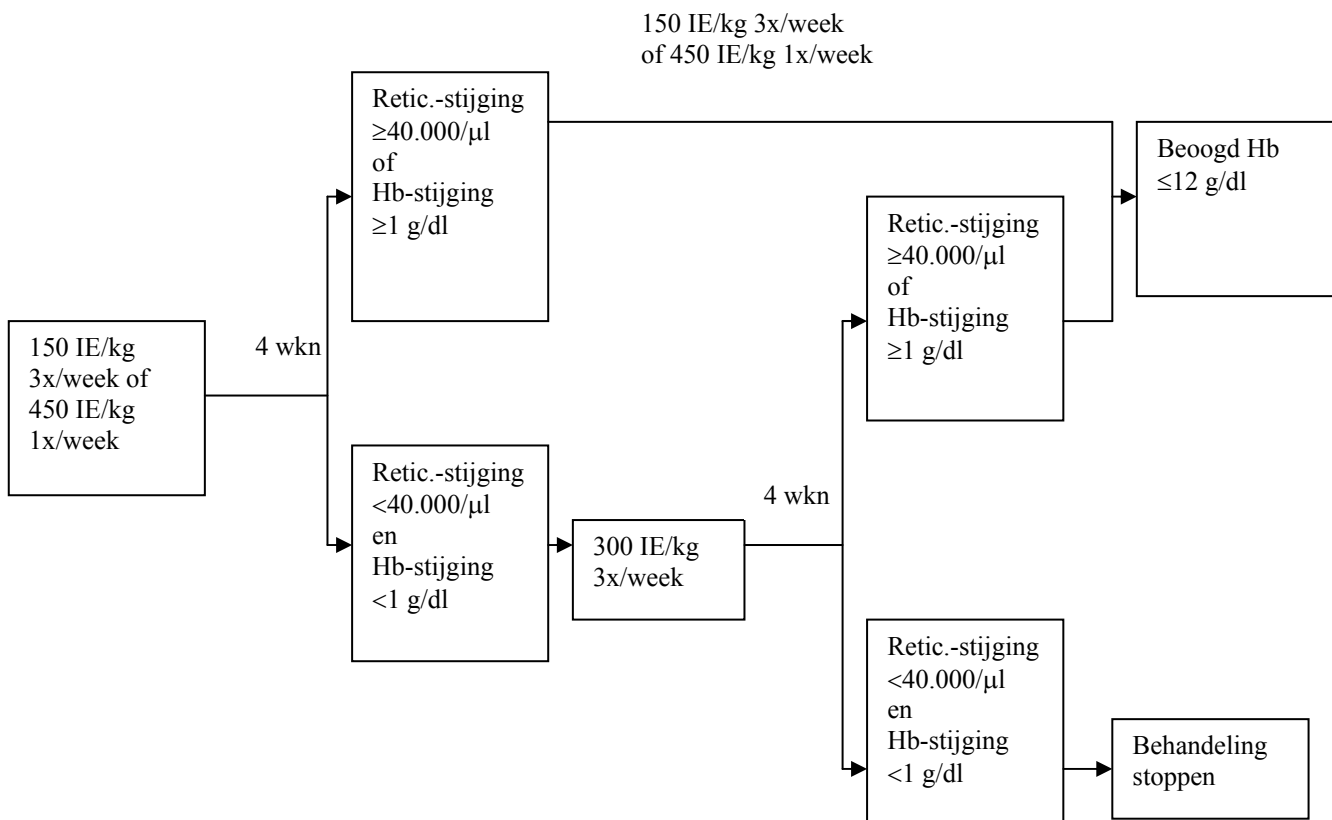 150 IE/kg 3x/week
of 450 IE/kg 1x/week
Retic.-stijging
≥40.000/μl
of
Hb-stijging
≥1 g/dl
Beoogd Hb
≤12 g/dl
Retic.-stijging
≥40.000/μl
of
Hb-stijging
≥1 g/dl
150 IE/kg
3x/week of
450 IE/kg
1x/week
4 wkn
Retic.-stijging
<40.000/μl
en
Hb-stijging
<1 g/dl
300 IE/kg
3x/week
4 wkn
Retic.-stijging
<40.000/μl
en
Hb-stijging
<1 g/dl
Behandeling
stoppen